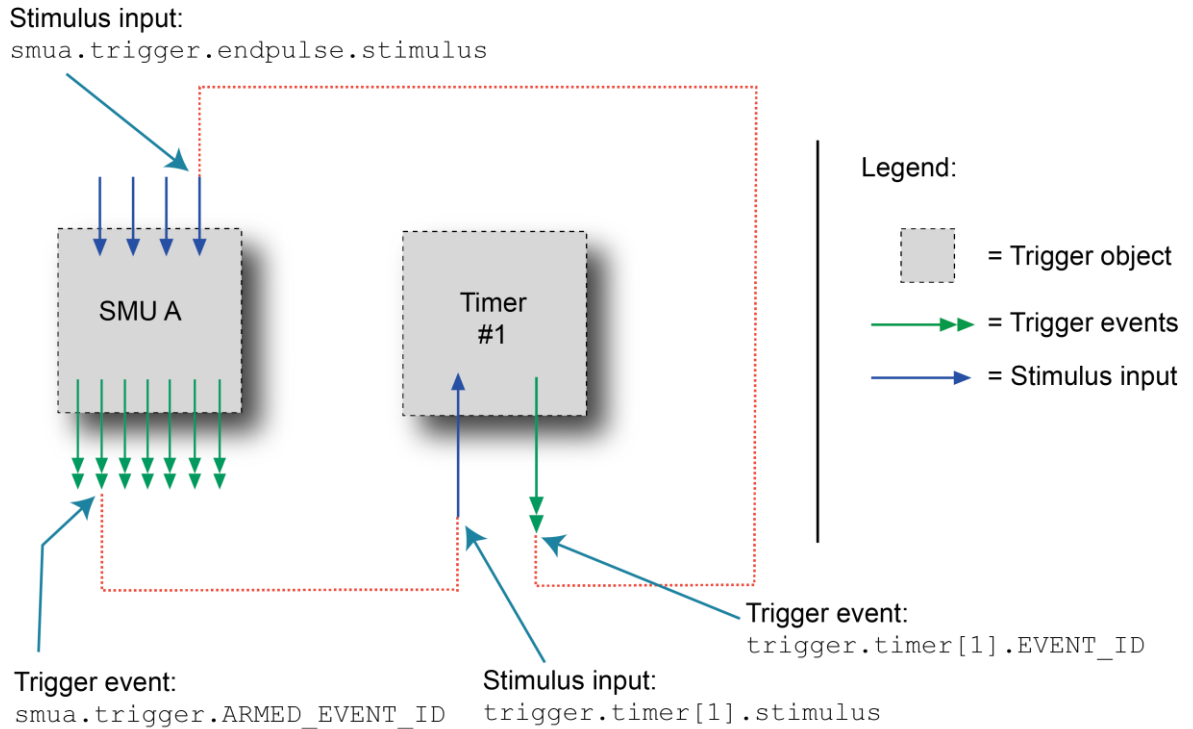 Stimulus input:
smua.trigger.endpulse.stimulus
Legend:
= Trigger object
SMU A
Timer
#1
= Trigger events
= Stimulus input
Trigger event:
trigger.timer[1].EVENT_ID
Trigger event:
smua.trigger.ARMED_EVENT_ID
Stimulus input:
trigger.timer[1].stimulus